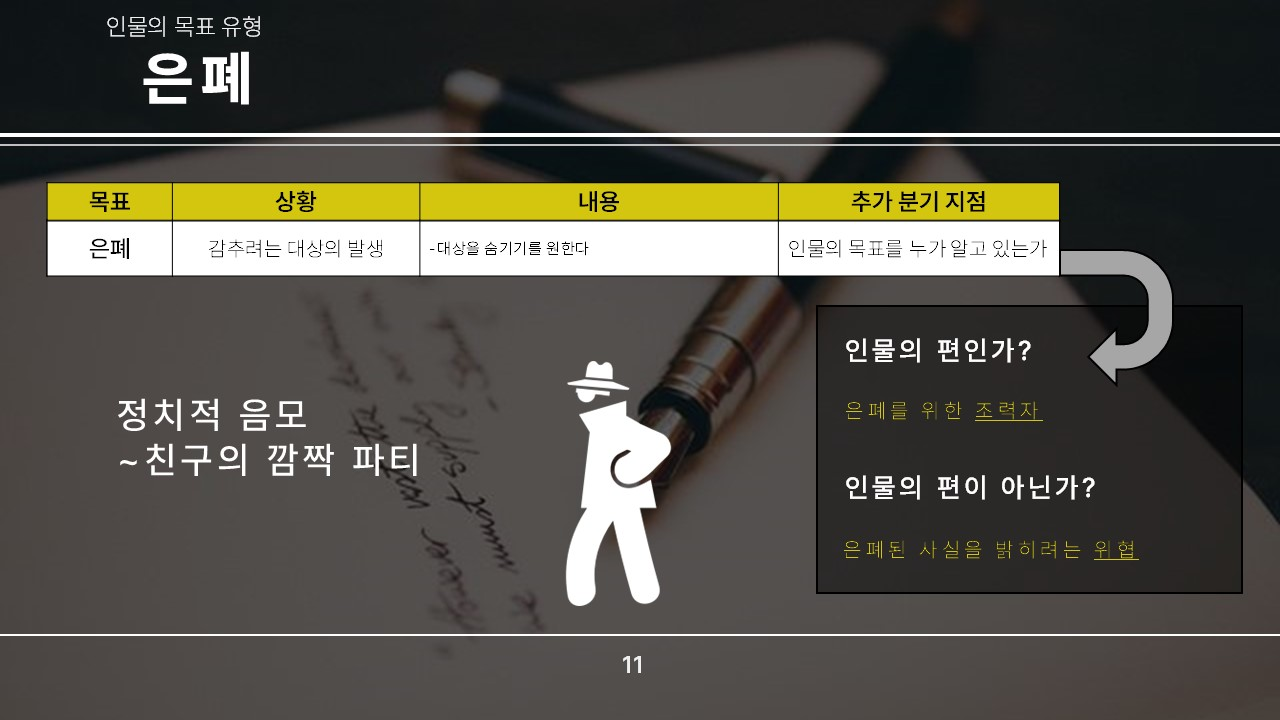 인물의 목표 유형
은폐
목표 상황 내용 추가 분기 지점
은폐 감추려는 대상의 발생 -대상을 숨기기를 원한다 인물의 목표를 누가 알고 있는가
인물의 편인가?
은폐를 위한 조력자
정치적 음모
~친구의 깜짝 파티
인물의 편이 아닌가?
은폐된 사실을 밝히려는 위협
11